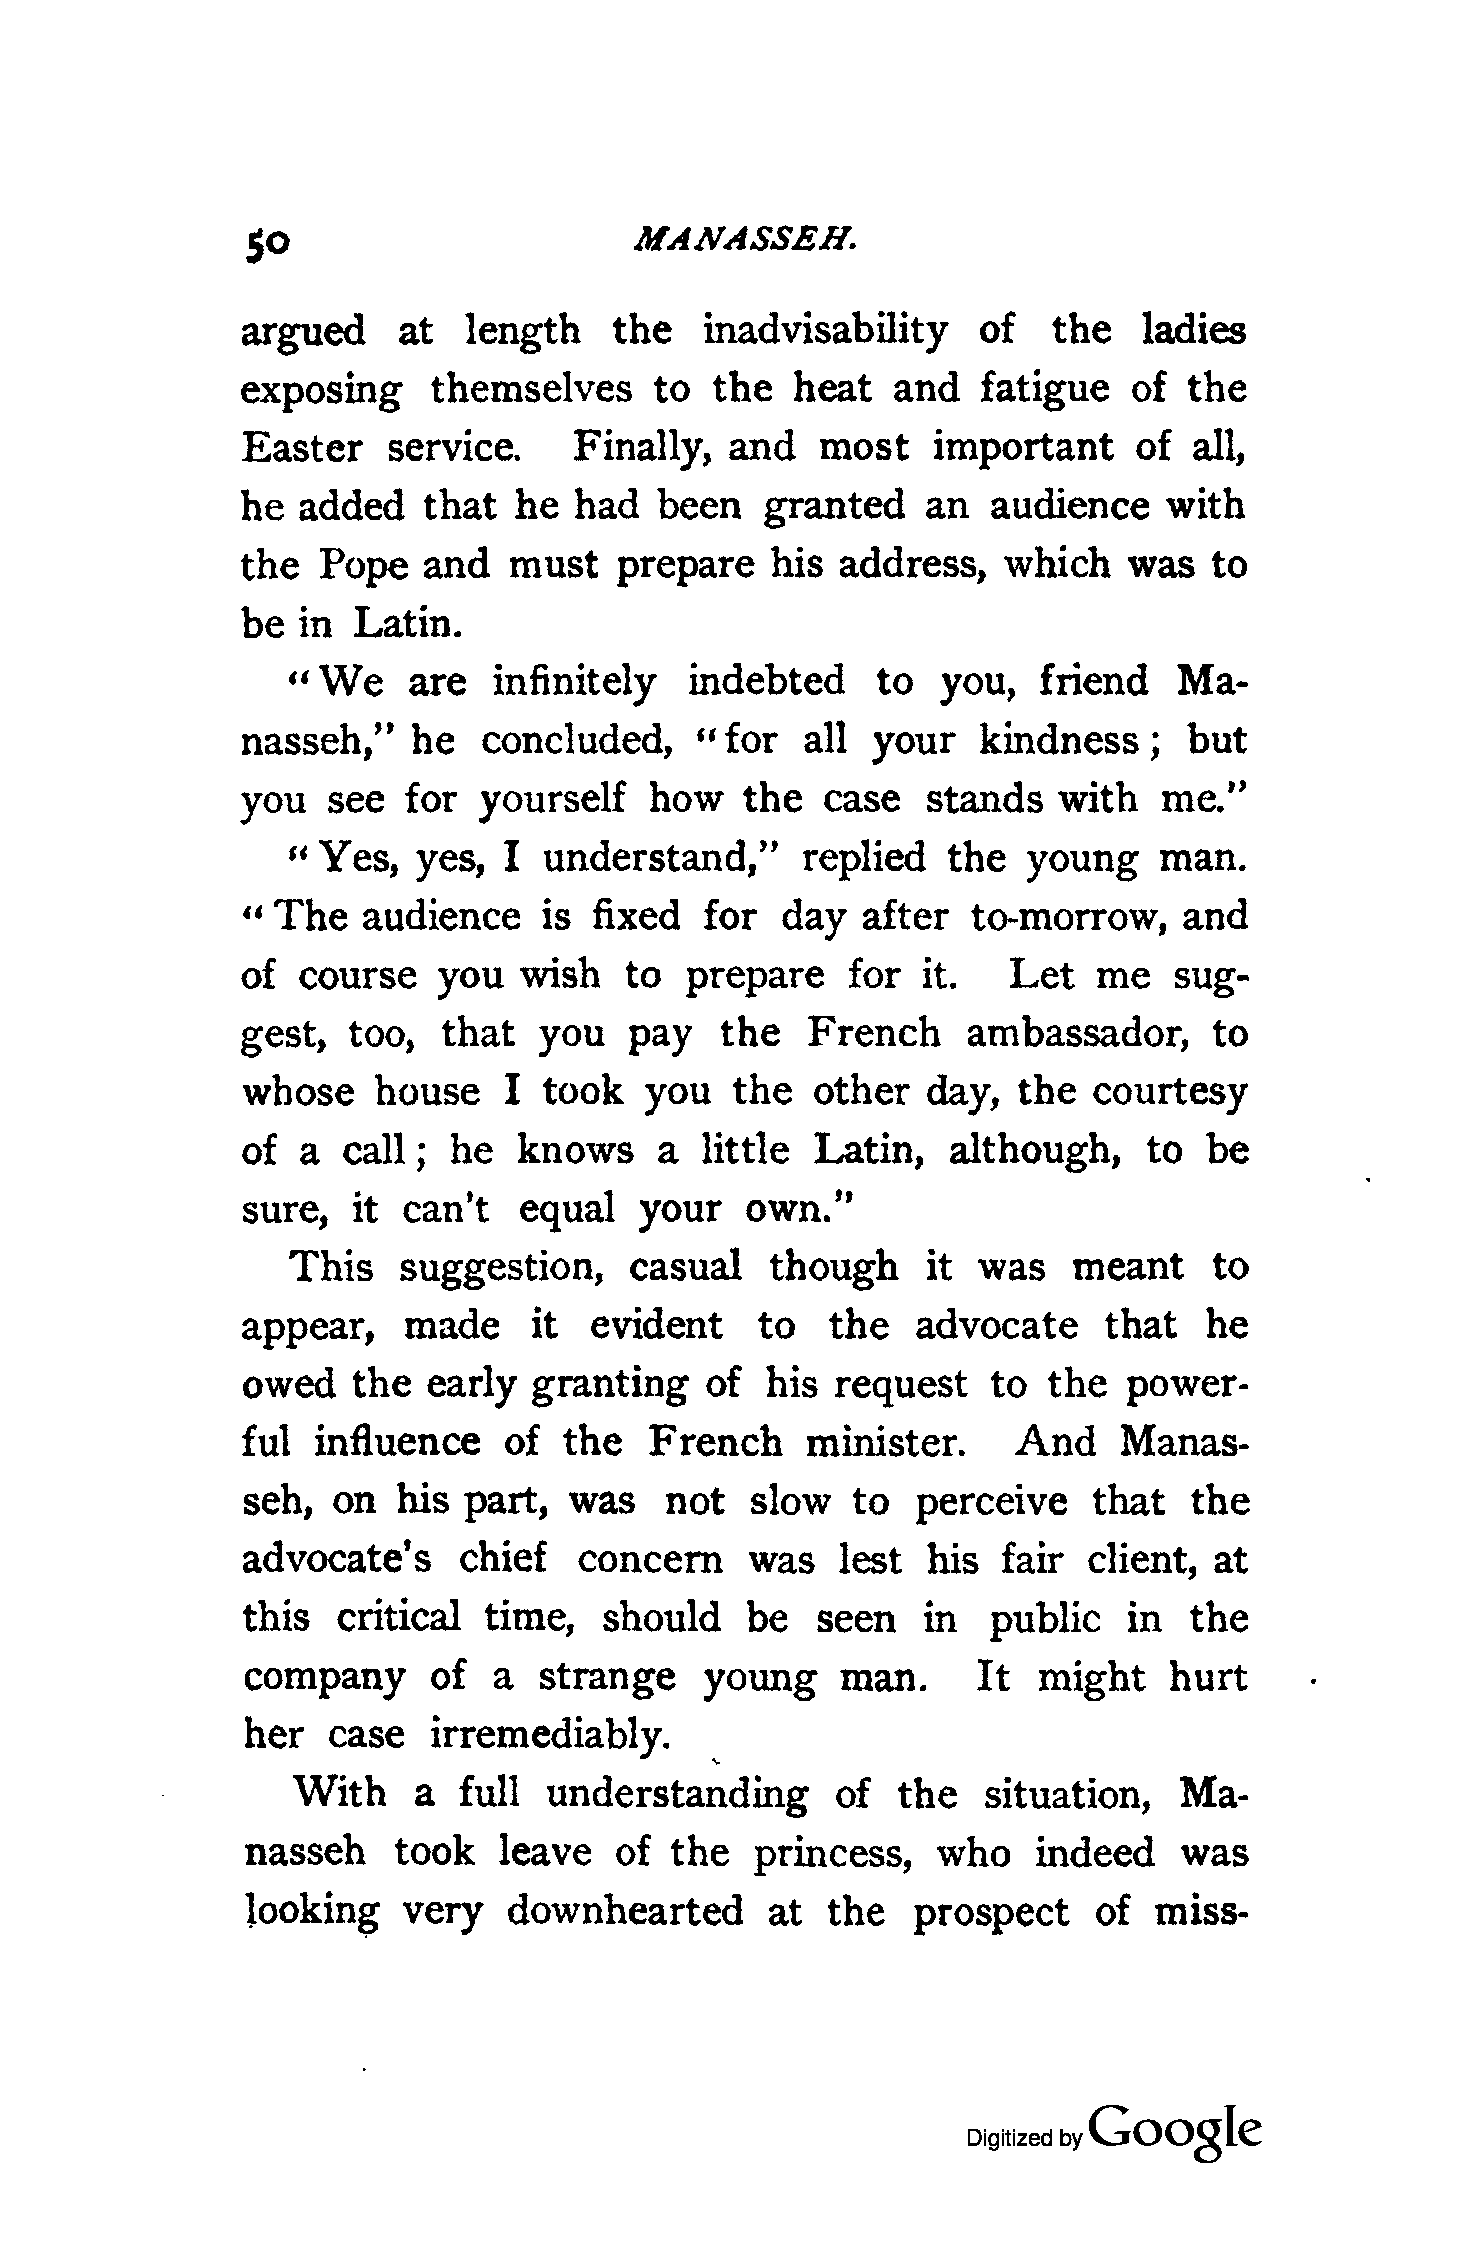 50 MANASSEH.
argued at length the inadvisability of the ladies
exposing themselves to the heat and fatigue of the
Easter service. Finally, and most important of all,
he added that he had been granted an audience with
the Pope and must prepare his address, which was to
be in Latin.
“We are infinitely indebted to you, friend Ma-
nasseh,” he concluded, “for all your kindness; but
you see for yourself how the case stands with me.”
“Yes, yes, I understand,” replied the young man.
“The audience is fixed for day after to-morrow, and
of course you wish to prepare for it. Let me sug-
gest, too, that you pay the French ambassador, to
whose house I took you the other day, the courtesy
of a call; he knows a little Latin, although, to be
sure, it can't equal your own.”
This suggestion, casual though it was meant to
appear, made it evident to the advocate that he
owed the early granting of his request to the power-
ful influence of the French minister. And Manas-
seh, on his part, was not slow to perceive that the
advocate's chief concern was lest his fair client, at
this critical time, should be seen in public in the
company of a strange young man. It might hurt
her case irremediably.
With a full understanding of the situation, Ma-
nasseh took leave of the princess, who indeed was
looking very downhearted at the prospect of miss-
Digitized by Google